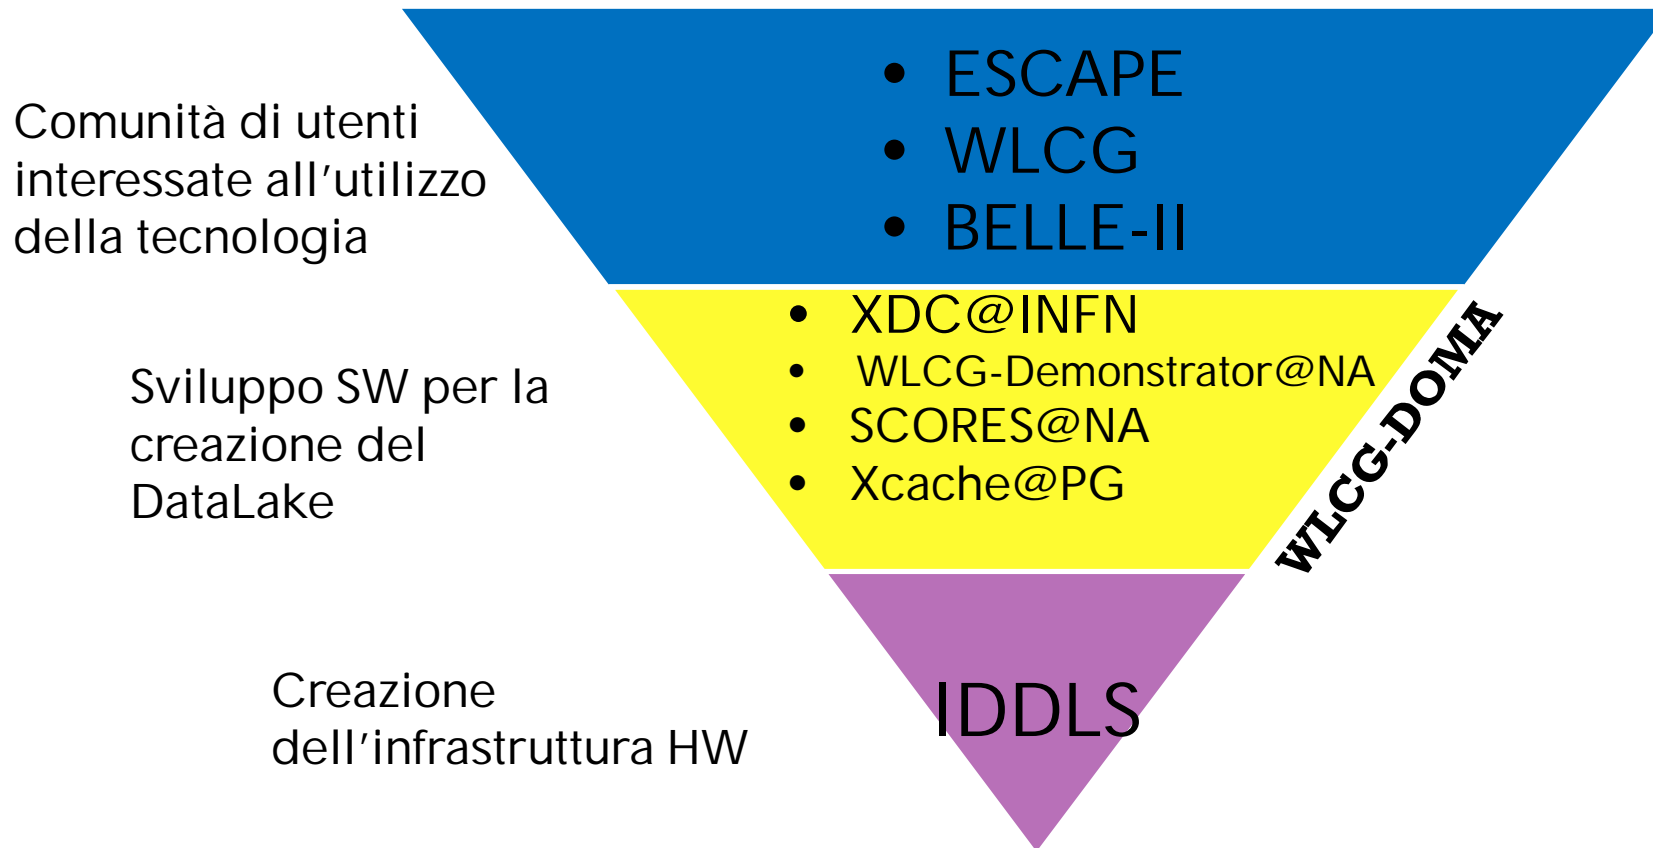 Comunità di utenti
interessate all’utilizzo
della tecnologia
• ESCAPE
• WLCG
• BELLE-II
Sviluppo SW per la
creazione del
DataLake
• XDC@INFN
• WLCG-Demonstrator@NA
• SCORES@NA
• Xcache@PG
WLCG-DOMA
Creazione
dell’infrastruttura HW
IDDLS